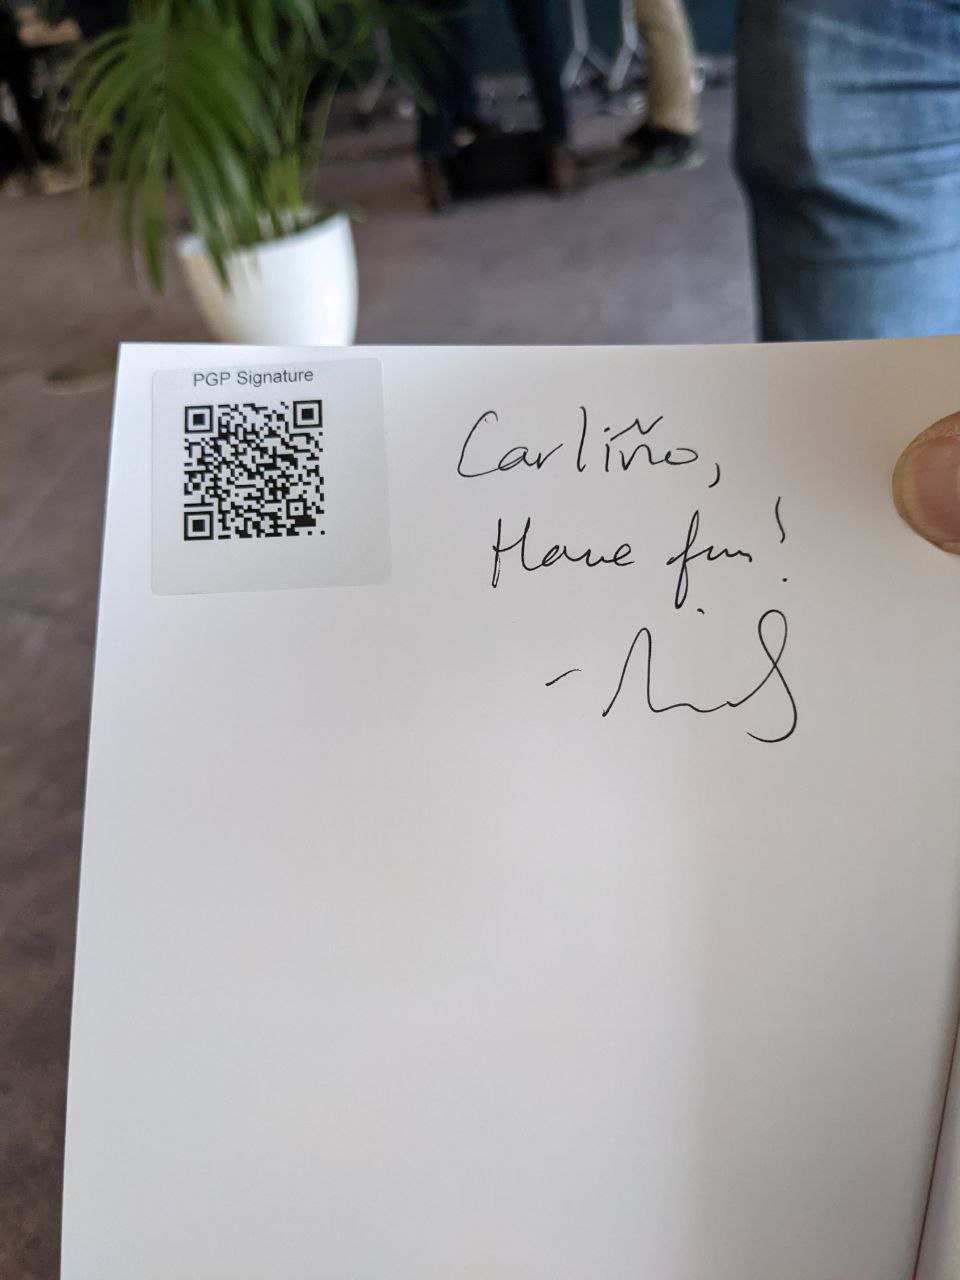 PGP Signature
Carliño,
Have fun!